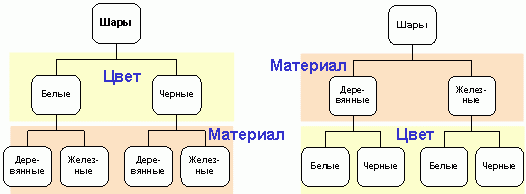 Шары
Цвет
Белые
Черные
Материал
Дере-
вянные
Желез-
ные
Дере-
вянные
Желез-
ные
Шары
Материал
Дере-
вянные
Желез-
ные
Цвет
Белые
Черные
Белые
Черные